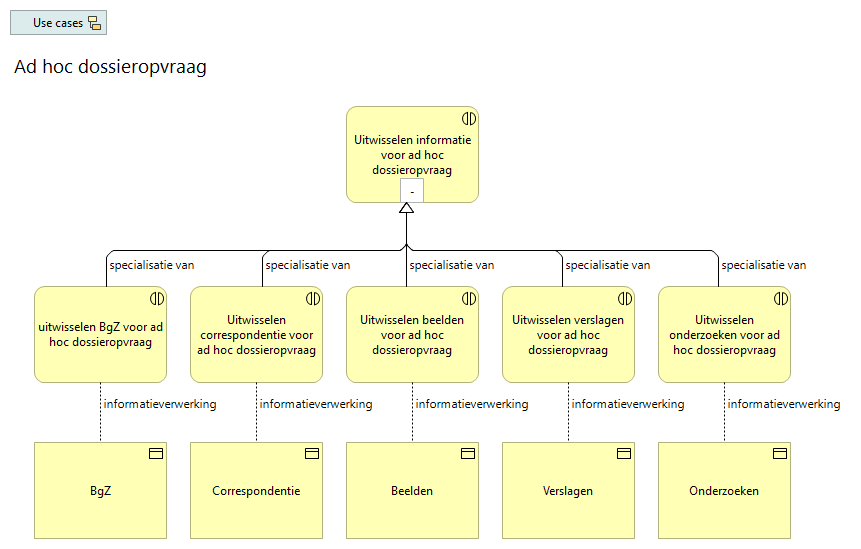 Use cases
Ad hoc dossieropvraag
Uitwisselen informatie
voor ad hoc
dossieropvraag
-
specialisatie van
specialisatie van
specialisatie van
specialisatie van
specialisatie van
uitwisselen BgZ voor ad
hoc dossieropvraag
Uitwisselen
correspondentie voor
ad hoc dossieropvraag
Uitwisselen beelden
voor ad hoc
dossieropvraag
Uitwisselen verslagen
voor ad hoc
dossieropvraag
Uitwisselen
onderzoeken voor ad
hoc dossieropvraag
informatieverwerking
informatieverwerking
informatieverwerking
informatieverwerking
informatieverwerking
BgZ
Correspondentie
Beelden
Verslagen
Onderzoeken